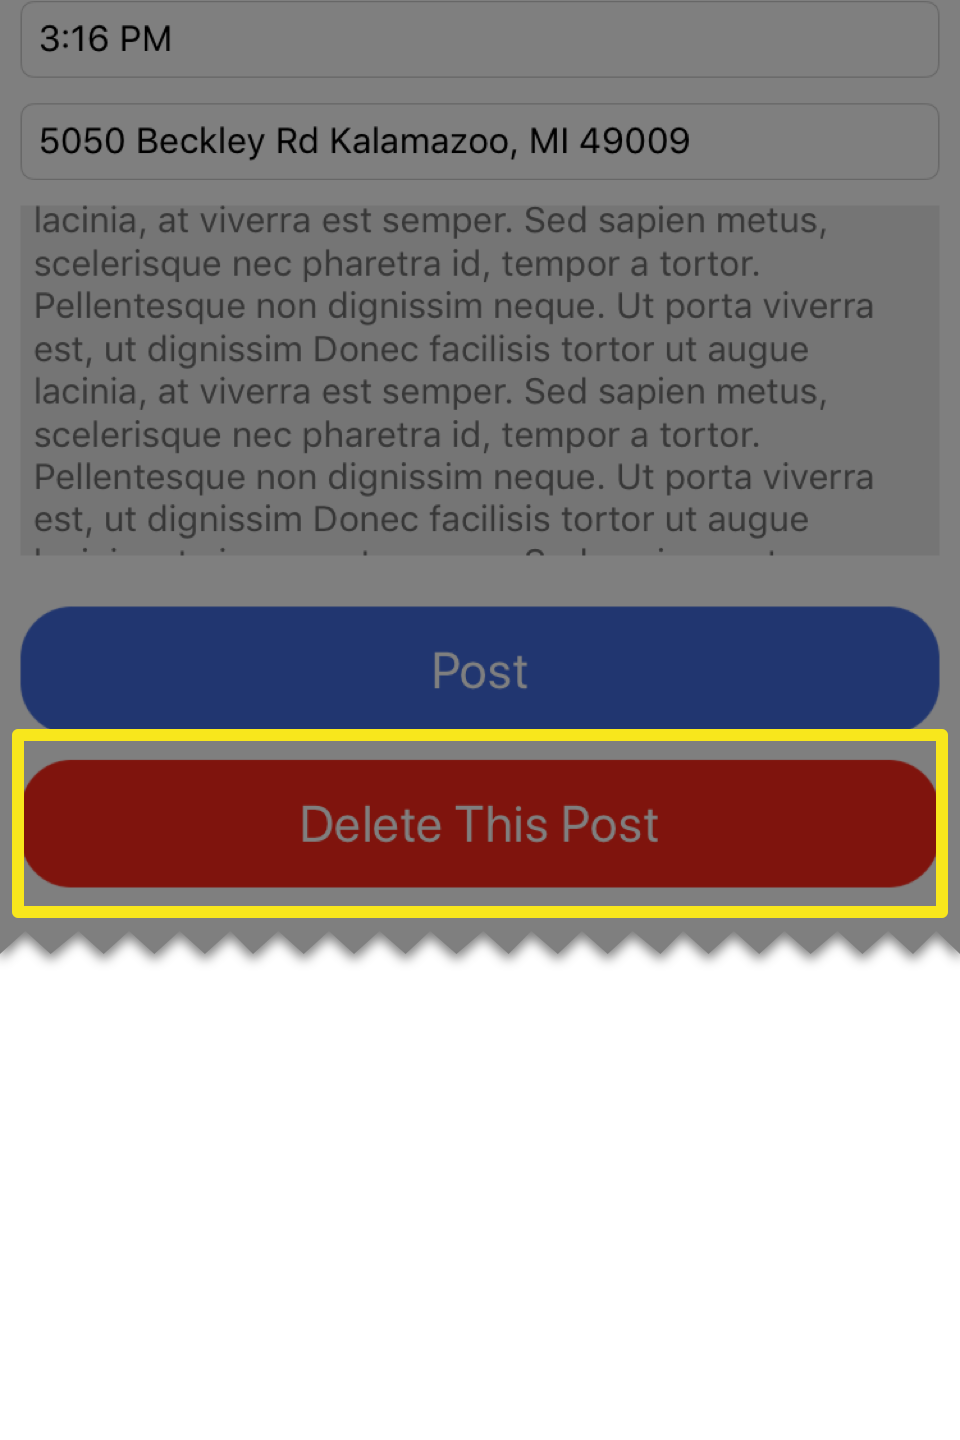 3:16 PM
5050 Beckley Rd Kalamazoo, MI 49009
lacinia, at viverra est semper. Sed sapien metus,
scelerisque nec pharetra id, tempor a tortor.
Pellentesque non dignissim neque. Ut porta viverra
est, ut dignissim Donec facilisis tortor ut augue
lacinia, at viverra est semper. Sed sapien metus,
scelerisque nec pharetra id, tempor a tortor.
Pellentesque non dignissim neque. Ut porta viverra
est, ut dignissim Donec facilisis tortor ut augue
Post
Delete This Post